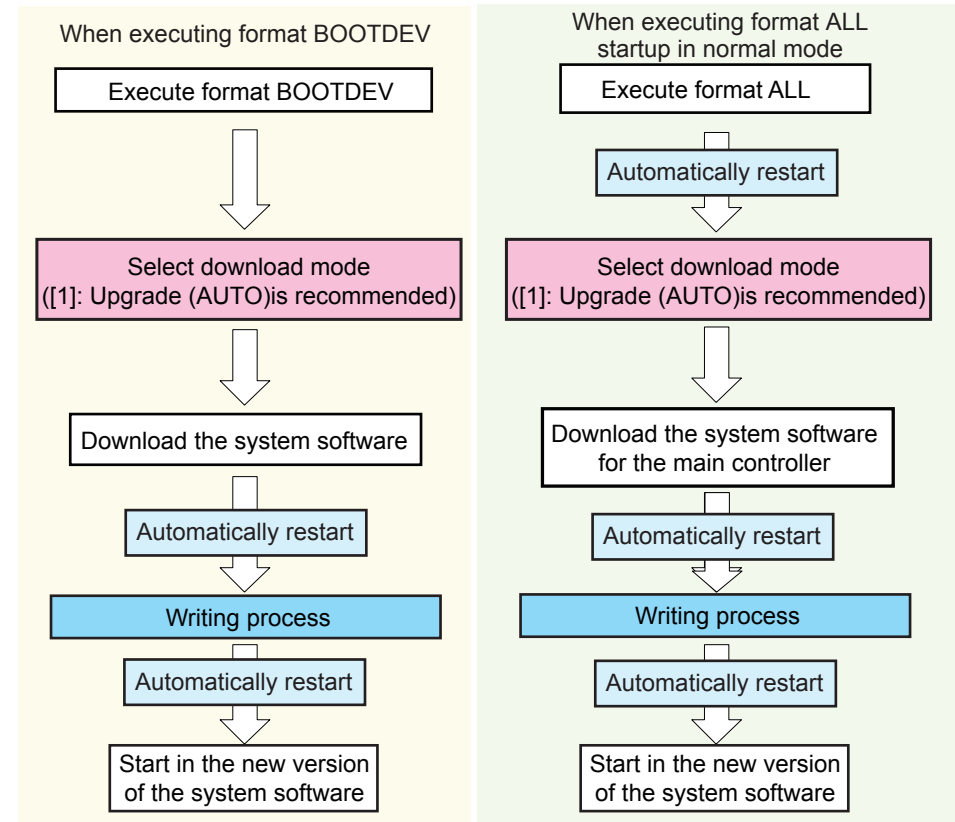 When executing format BOOTDEV
Execute format BOOTDEV
Select download mode
([1]: Upgrade (AUTO)is recommended)
Download the system software
Automatically restart
Writing process
Automatically restart
Start in the new version
of the system software
When executing format ALL
startup in normal mode
Execute format ALL
Automatically restart
Select download mode
([1]: Upgrade (AUTO)is recommended)
Download the system software
for the main controller
Automatically restart
Writing process
Automatically restart
Start in the new version
of the system software